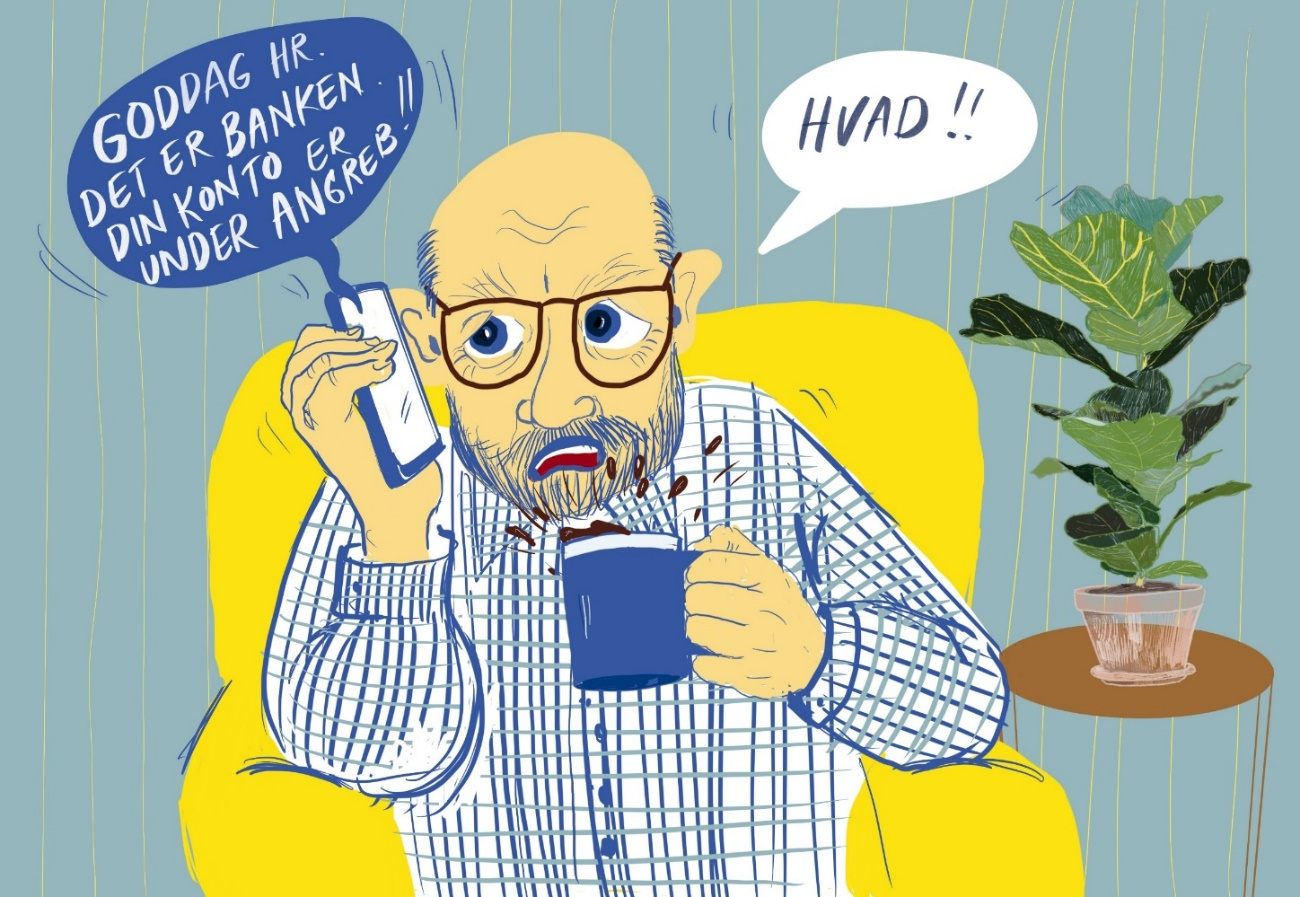 GODDAG HR.
DET ER BANKEN.
DIN KONTO ER
UNDER ANGREB!!
HVAD!!